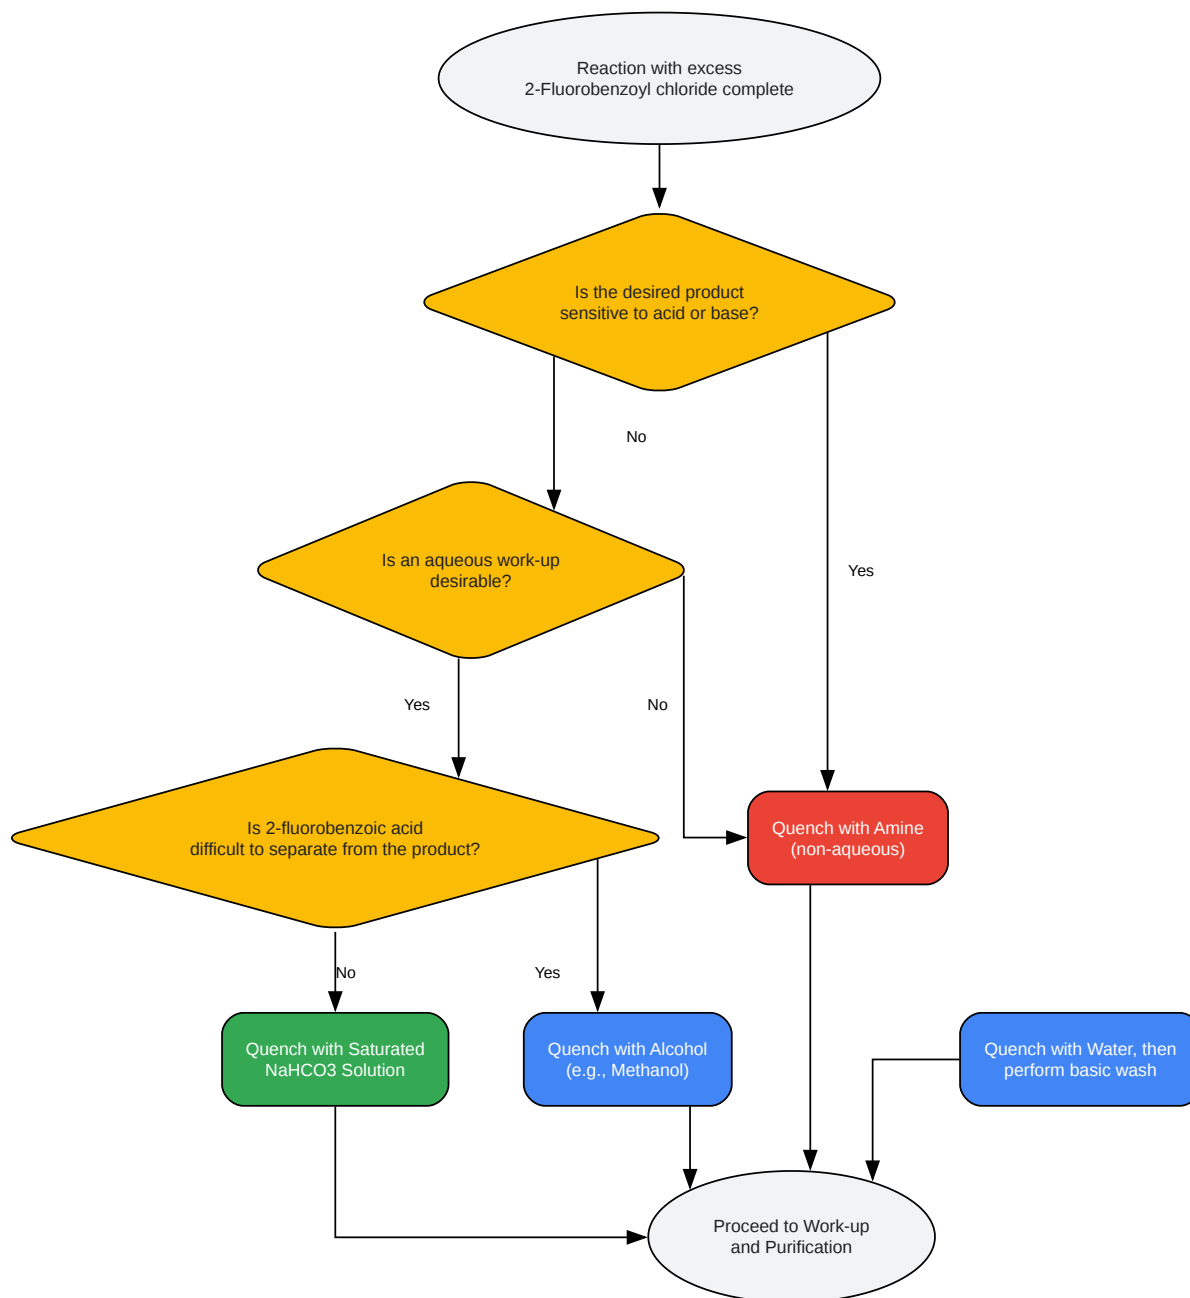 Reaction with excess
2-Fluorobenzoyl chloride complete
Is the desired product
sensitive to acid or base?
No
Is an aqueous work-up
desirable?
Yes
Yes
No
Is 2-fluorobenzoic acid
difficult to separate from the product?
Quench with Amine
(non-aqueous)
No
Yes
Quench with Saturated
NaHCO3 Solution
Quench with Alcohol
(e.g., Methanol)
Quench with Water, then
perform basic wash
Proceed to Work-up
and Purification